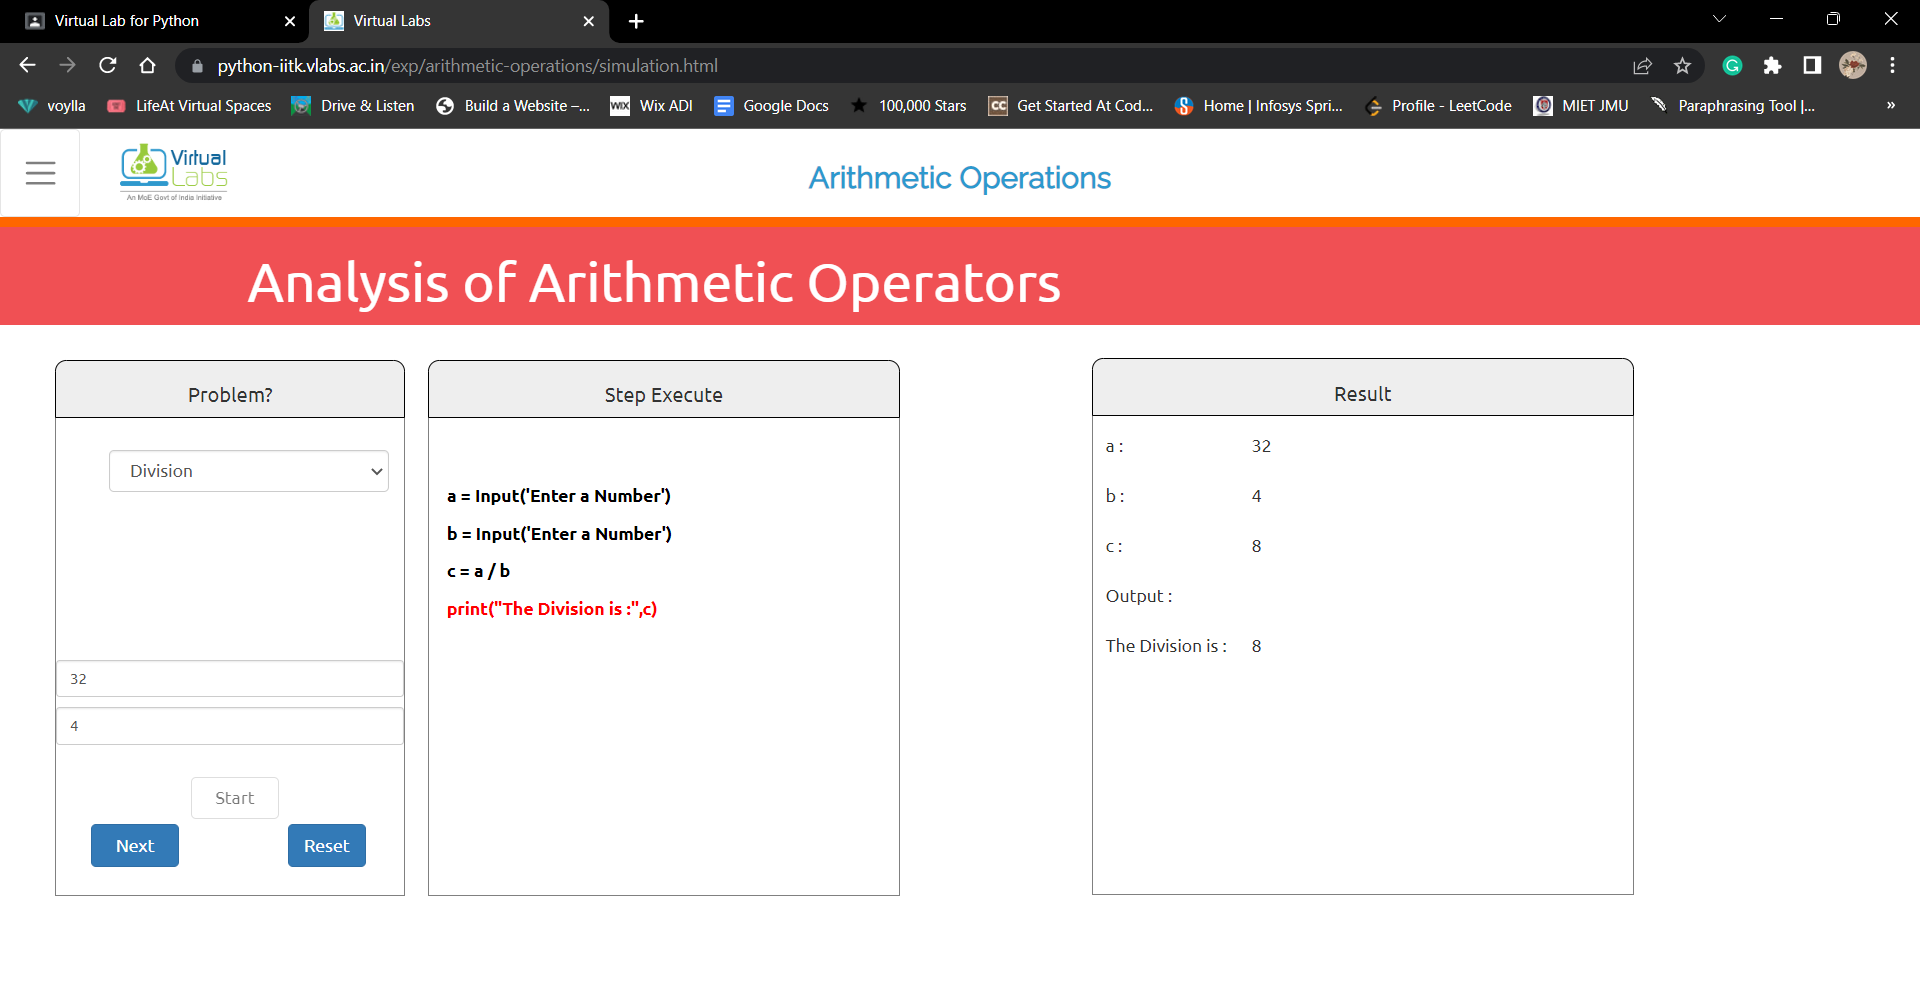 Virtual Lab for Python
Virtual Labs
python-iitk.vlabs.ac.in/exp/arithmetic-operations/simulation.html
voylla
LifeAt Virtual Spaces
Drive & Listen
Build a Website –...
WIX Wix ADI
Google Docs
100,000 Stars
CC Get Started At Cod...
Home | Infosys Spri...
Profile - LeetCode
MIET JMU
Paraphrasing Tool |...
»
Virtual
Labs
An MoE Govt of India Initiative
Arithmetic Operations
Analysis of Arithmetic Operators
Problem?
Division
32
4
Start
Next
Reset
Step Execute
a = Input('Enter a Number')
b = Input('Enter a Number')
c = a / b
print("The Division is :",c)
Result
a : 32
b : 4
c : 8
Output :
The Division is : 8